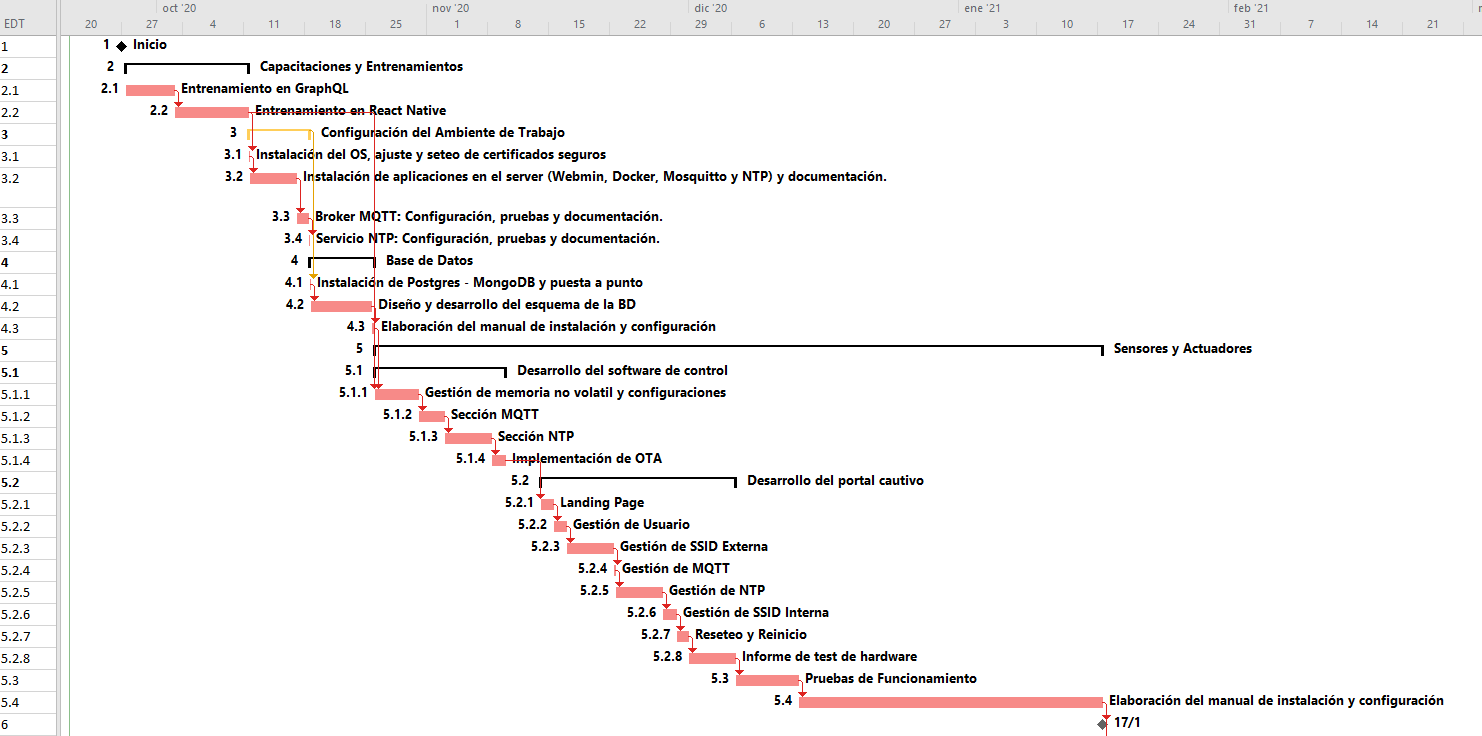 oct '20 nov '20 dic '20 ene '21 feb '21
EDT 20 27 4 11 18 25 1 8 15 22 29 6 13 20 27 3 10 17 24 31 7 14 21
1 1 Inicio
2 2 Capacitaciones y Entrenamientos
2.1 2.1 Entrenamiento en GraphQL
2.2 2.2 Entrenamiento en React Native
3 3 Configuración del Ambiente de Trabajo
3.1 3.1 Instalación del OS, ajuste y seteo de certificados seguros
3.2 3.2 Instalación de aplicaciones en el server (Webmin, Docker, Mosquitto y NTP) y documentación.
3.3 3.3 Broker MQTT: Configuración, pruebas y documentación.
3.4 3.4 Servicio NTP: Configuración, pruebas y documentación.
4 4 Base de Datos
4.1 4.1 Instalación de Postgres - MongoDB y puesta a punto
4.2 4.2 Diseño y desarrollo del esquema de la BD
4.3 4.3 Elaboración del manual de instalación y configuración
5 5 Sensores y Actuadores
5.1 5.1 Desarrollo del software de control
5.1.1 5.1.1 Gestión de memoria no volatil y configuraciones
5.1.2 5.1.2 Sección MQTT
5.1.3 5.1.3 Sección NTP
5.1.4 5.1.4 Implementación de OTA
5.2 5.2 Desarrollo del portal cautivo
5.2.1 5.2.1 Landing Page
5.2.2 5.2.2 Gestión de Usuario
5.2.3 5.2.3 Gestión de SSID Externa
5.2.4 5.2.4 Gestión de MQTT
5.2.5 5.2.5 Gestión de NTP
5.2.6 5.2.6 Gestión de SSID Interna
5.2.7 5.2.7 Reseteo y Reinicio
5.2.8 5.2.8 Informe de test de hardware
5.3 5.3 Pruebas de Funcionamiento
5.4 5.4 Elaboración del manual de instalación y configuración
6 17/1